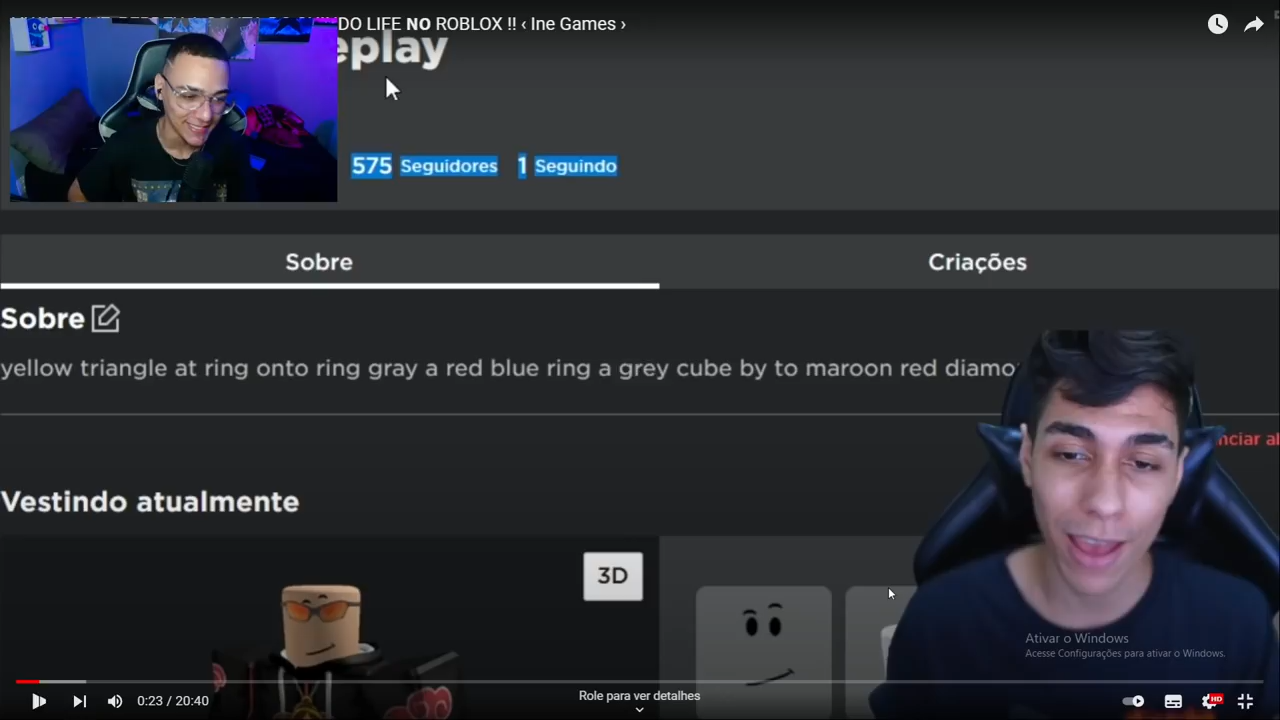 DO LIFE NO ROBLOX !! ‹ Ine Games ›
eplay
575 Seguidores 1 Seguindo
Sobre
Criações
Sobre
yellow triangle at ring onto ring gray a red blue ring a grey cube by to maroon red diamo
nciar a
Vestindo atualmente
3D
Ativar o Windows
Acesse Configurações para ativar o Windows.
Role para ver detalhes
0:23 / 20:40
HD